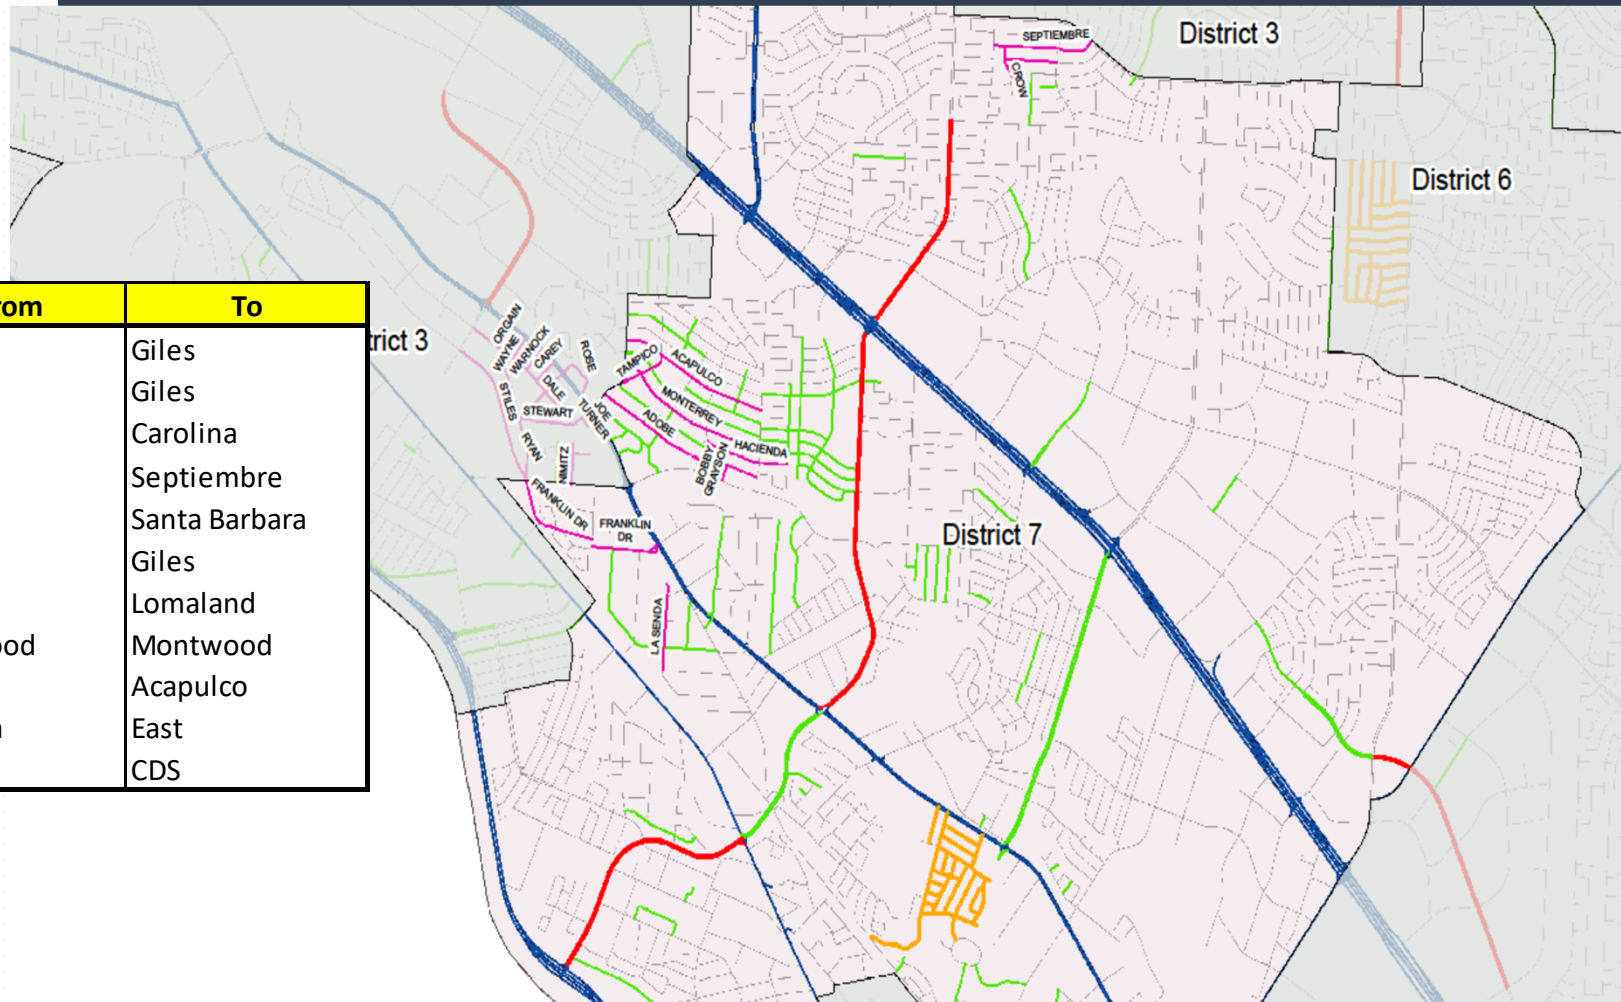 District 3
SEPTIEMBRE
CROW
District 6
rom To
Giles
Giles
Carolina
Septiembre
Santa Barbara
Giles
Lomaland
ood Montwood
Acapulco
East
CDS
trict 3
ORGAIN
WAYNE
WARNOCK
CAREY
ROSE
DALE
STILES
STEWART
JOE
TURNER
RYAN
NIMITZ
TAMPICO
ACAPULCO
MONTERREY
ADOBE
HACIENDA
BOBBY
GRAYSON
FRANKLIN DR
FRANKLIN
DR
LA SENDA
District 7